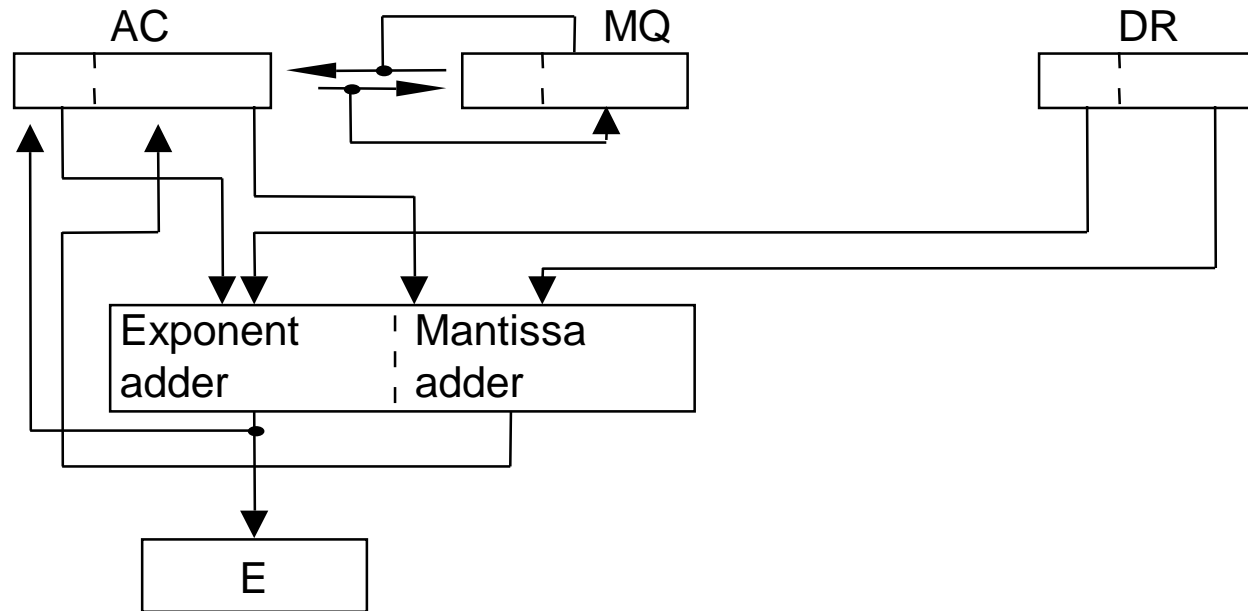 AC
MQ
DR
Exponent
adder
Mantissa
adder
E